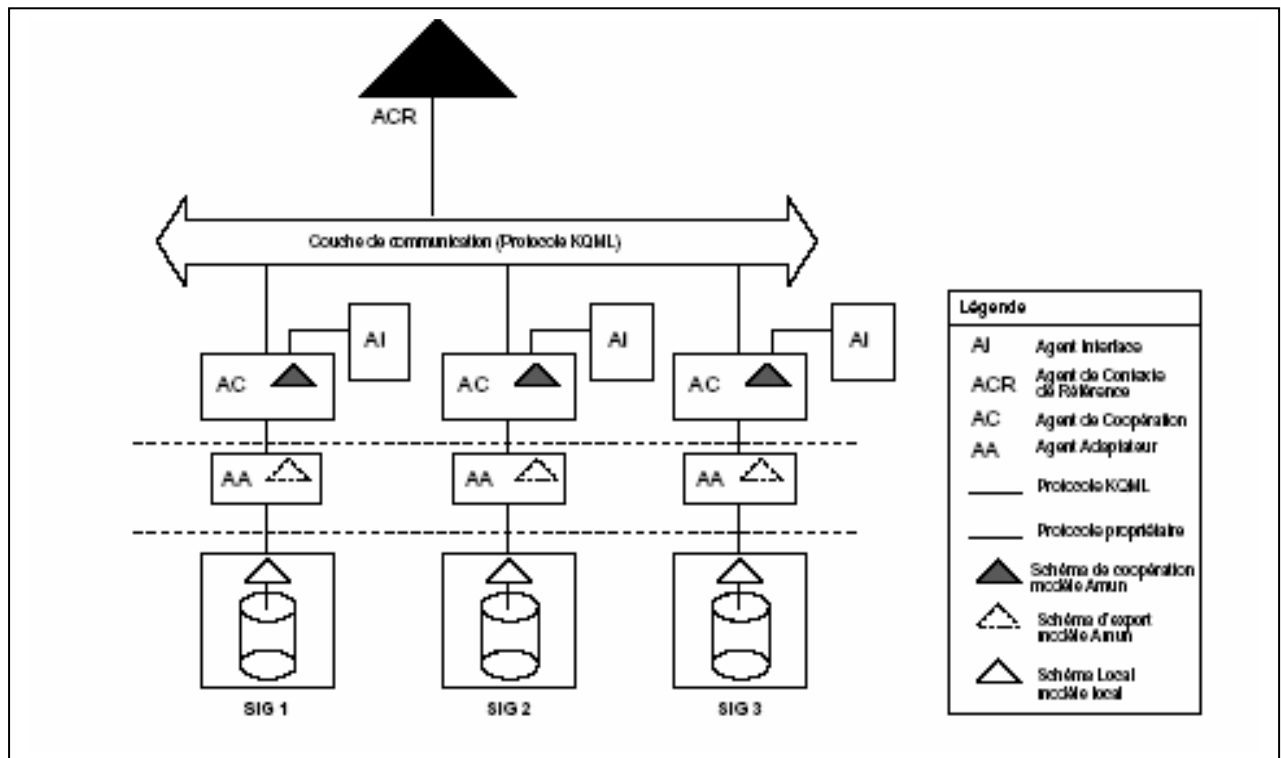 ACR
Couche de communication (Protocole KQML)
AI
AI
AI
AC
AC
AC
AA
AA
AA
SIG 1
SIG 2
SIG 3
Légende
AI Agent Interface
ACR Agent de Contexte
de Référence
AC Agent de Coopération
AA Agent Adaptateur
Protocole KQML
Protocole propriétaire
Schéma de coopération
modèle Amun
Schéma d'export
modèle Amun
Schéma Local
modèle local